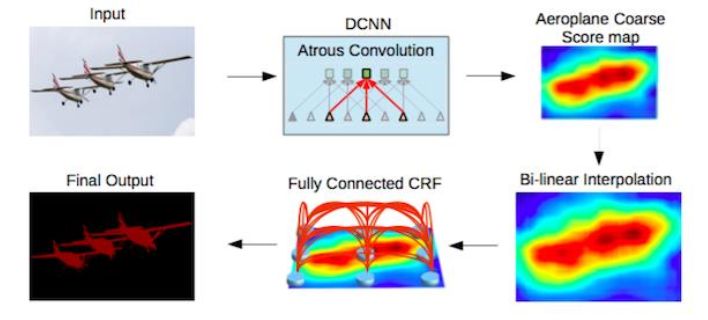 Input
DCNN
Atrous Convolution
Aeroplane Coarse
Score map
Bi-linear Interpolation
Fully Connected CRF
Final Output